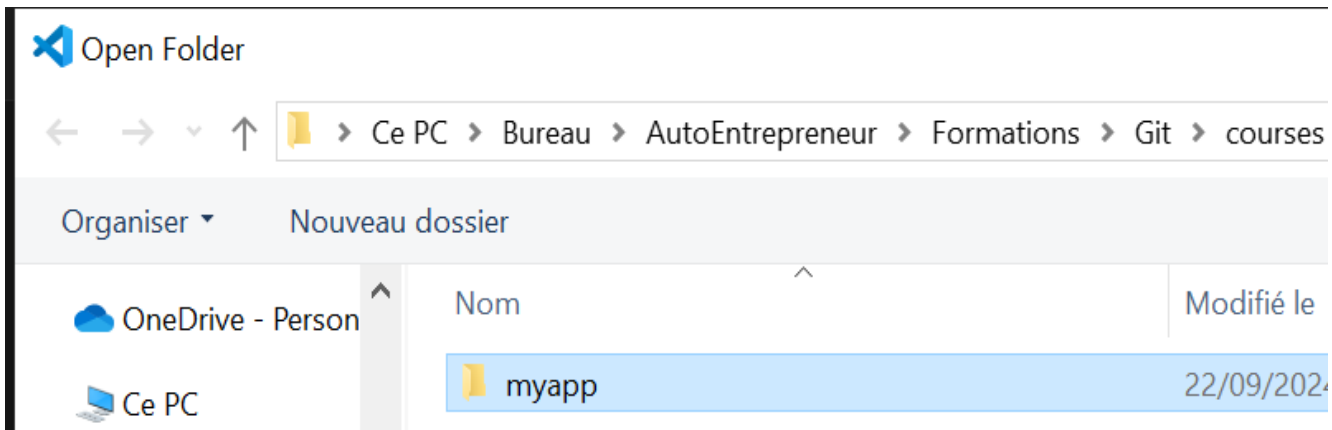 Open Folder
Ce PC > Bureau > AutoEntrepreneur > Formations > Git > courses
Organiser Nouveau dossier
Nom Modifié le
OneDrive - Person
myapp 22/09/2024
Ce PC